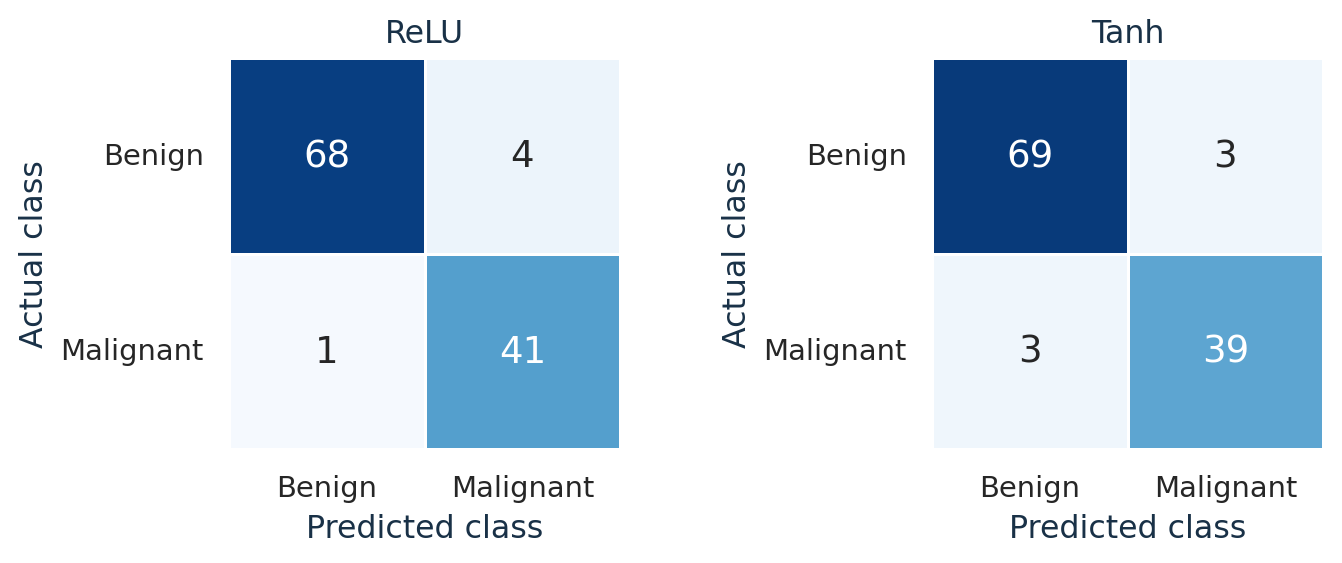 ReLU
Actual class
Benign
68
4
Malignant
1
41
Benign
Malignant
Predicted class
Tanh
Actual class
Benign
69
3
Malignant
3
39
Benign
Malignant
Predicted class